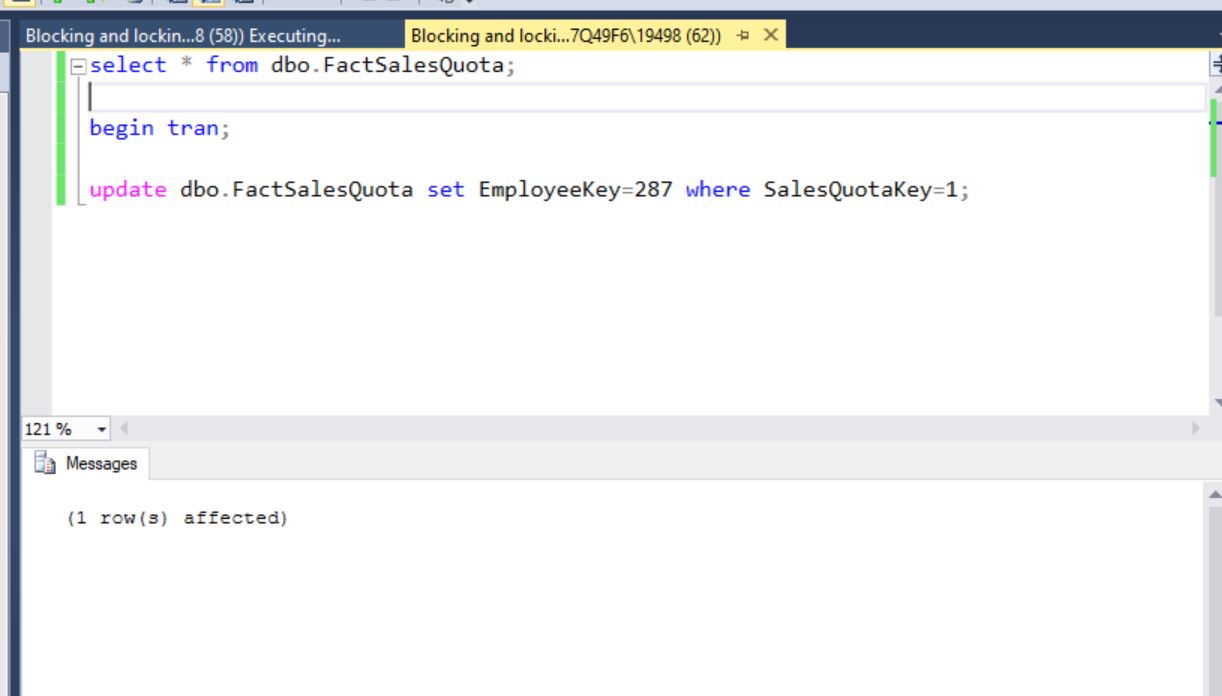 Blocking and lockin...8 (58)) Executing...
Blocking and locki...7Q49F6\19498 (62))
select * from dbo.FactSalesQuota;
begin tran;
update dbo.FactSalesQuota set EmployeeKey=287 where SalesQuotaKey=1;
121 %
Messages
(1 row(s) affected)